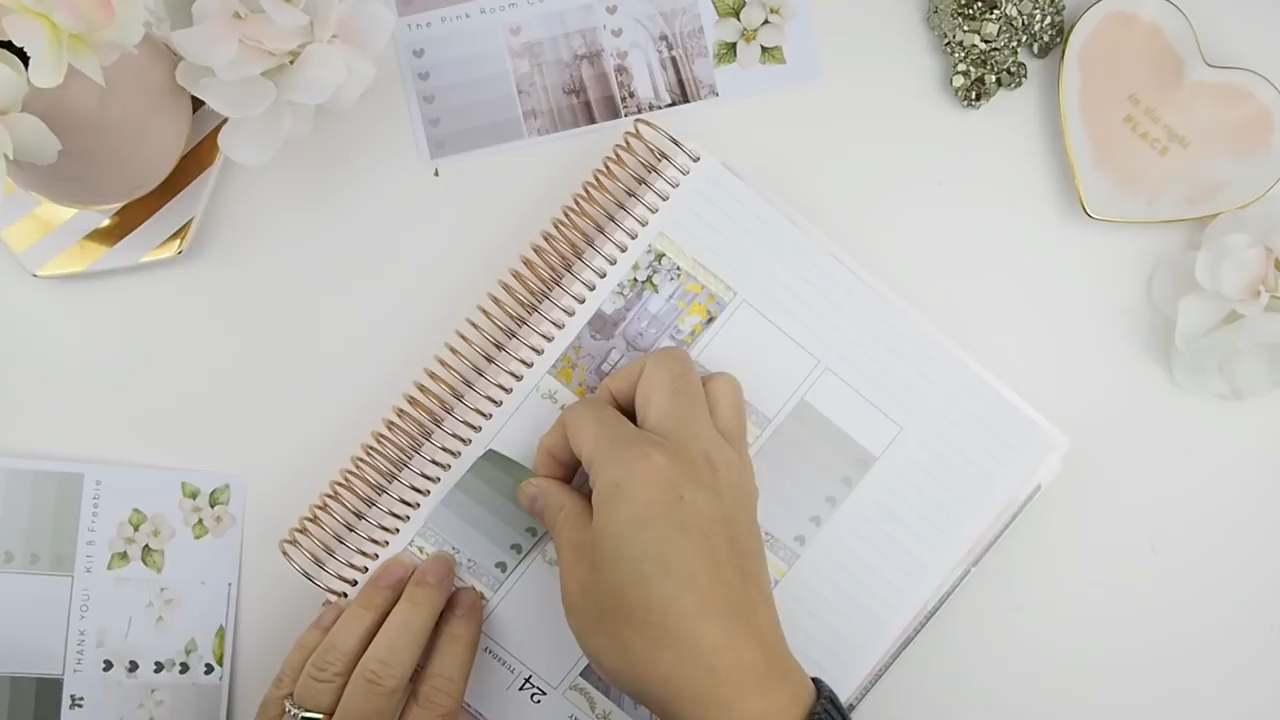 The Pink Room Co
in the right
PLACE
THANK YOU! Kit & Freebie
TUESDAY
24